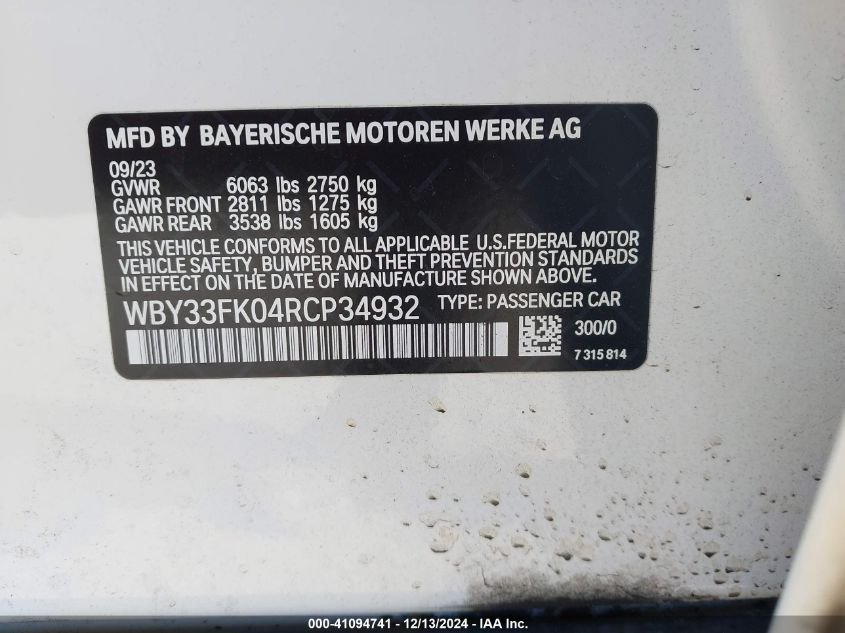 MFD BY BAYERISCHE MOTOREN WERKE AG
09/23
GVWR 6063 lbs 2750 kg
GAWR FRONT 2811 lbs 1275 kg
GAWR REAR 3538 lbs 1605 kg
THIS VEHICLE CONFORMS TO ALL APPLICABLE U.S.FEDERAL MOTOR
VEHICLE SAFETY, BUMPER AND THEFT PREVENTION STANDARDS
IN EFFECT ON THE DATE OF MANUFACTURE SHOWN ABOVE.
WBY33FK04RCP34932 TYPE: PASSENGER CAR
300/0
7 315 814
000-41094741 - 12/13/2024 - IAA Inc.